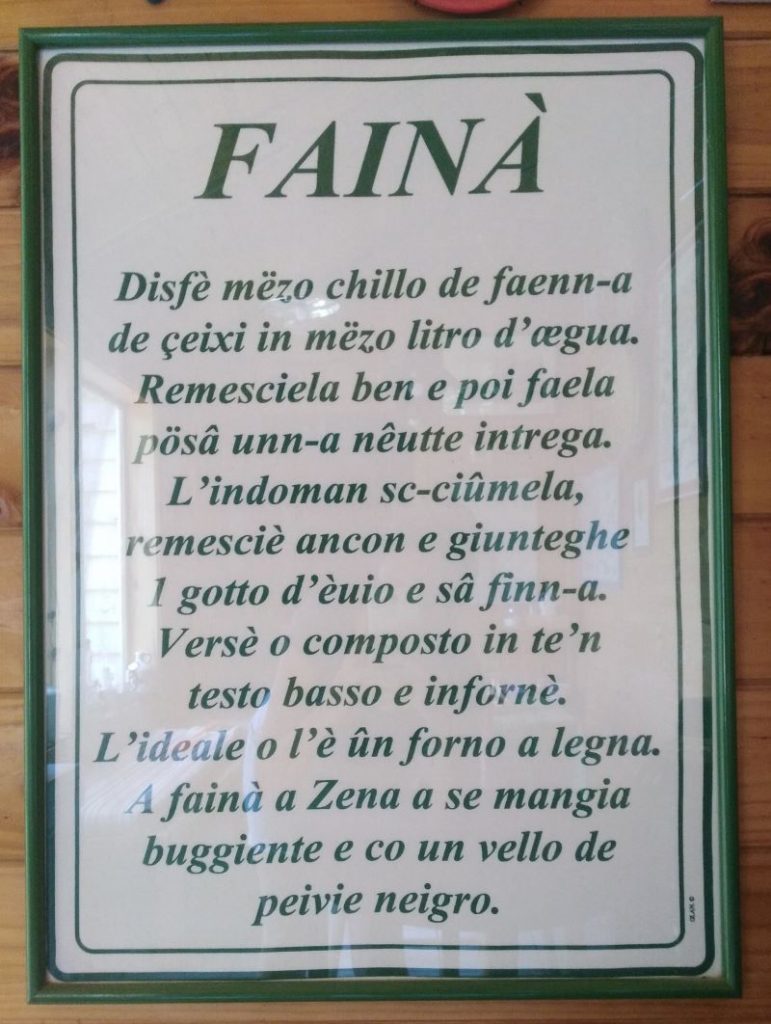 FAINÀ
Disfè mëzo chillo de faenn-a
de çeixi in mëzo litro d'œgua.
Remesciela ben e poi faela
pösâ unn-a nêutte intrega.
L'indoman sc-ciûmela,
remesciè ancon e giunteghe
1 gotto d'èuio e sâ finn-a.
Versè o composto in te'n
testo basso e infornè.
L'ideale o l'è ûn forno a legna.
A fainà a Zena a se mangia
buggiente e co un vello de
peivie neigro.